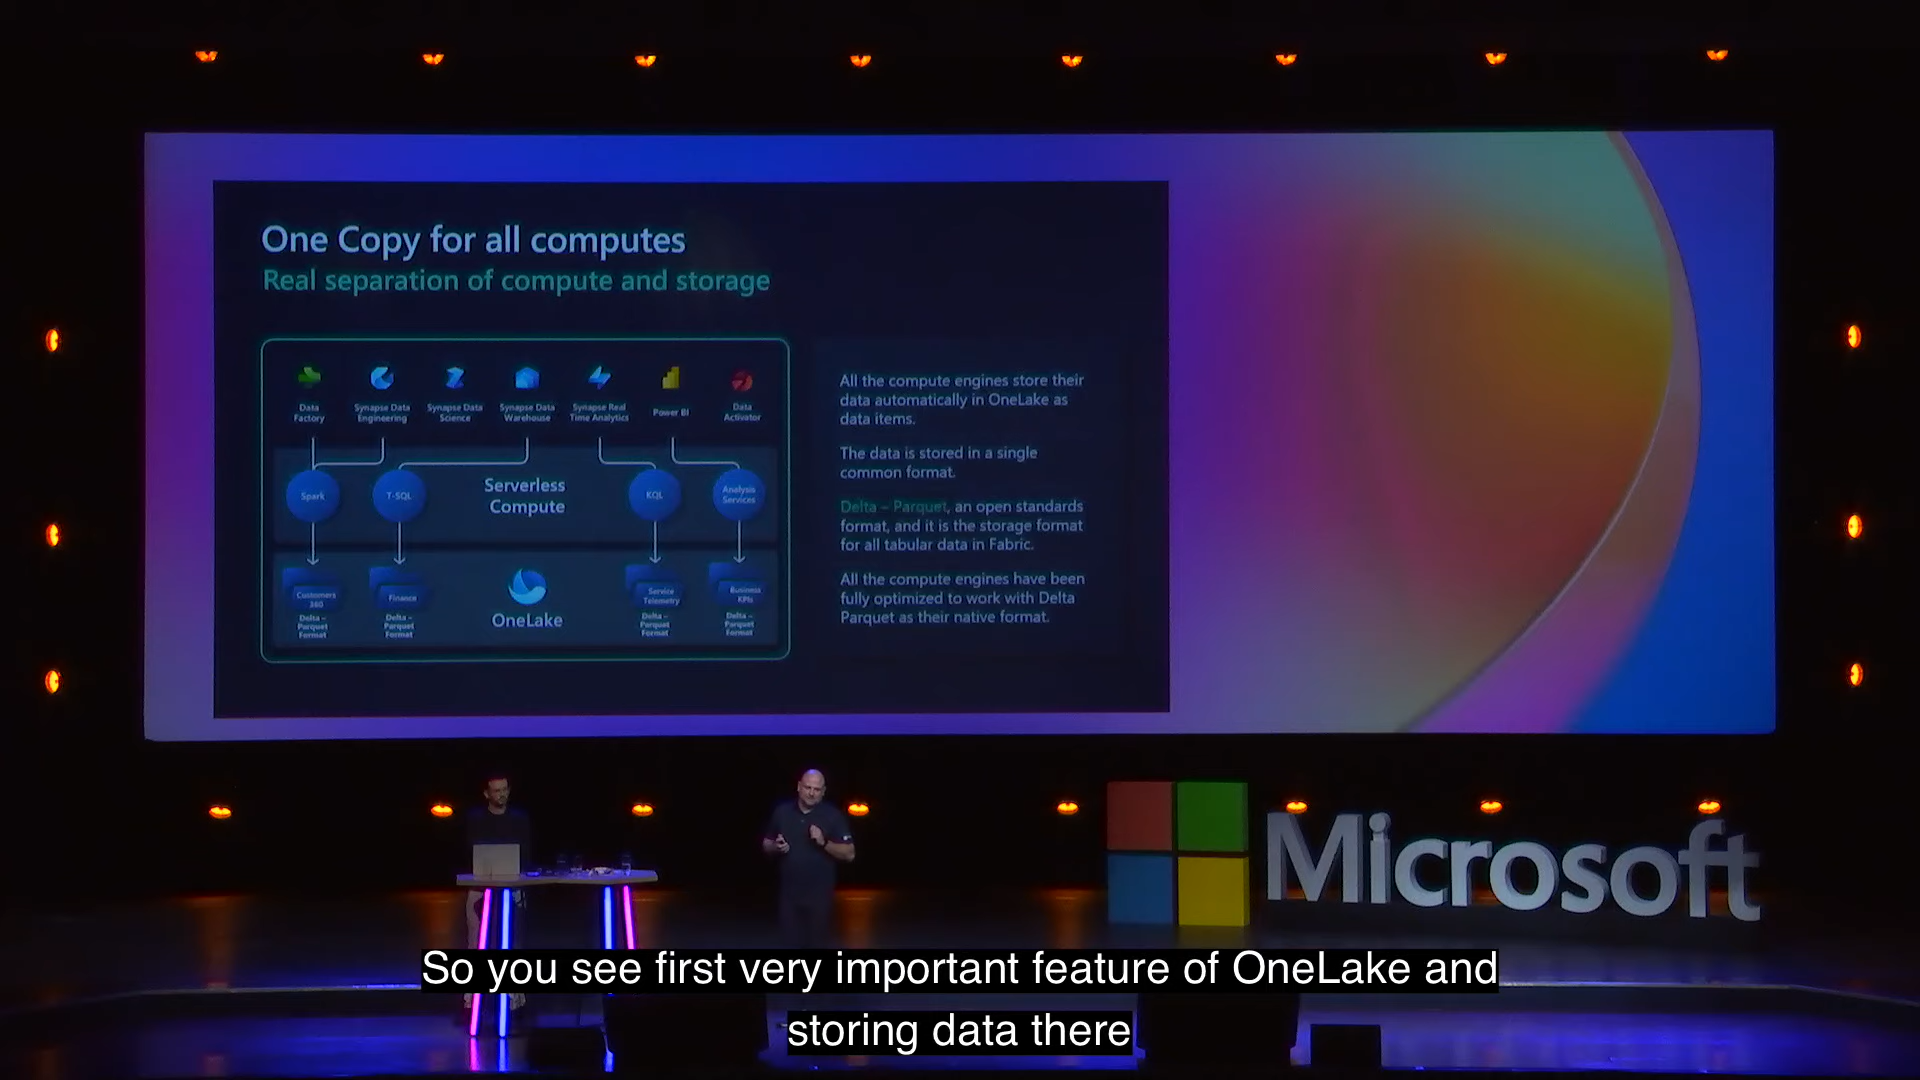 One Copy for all computes
Real separation of compute and storage
Data
Factory
Synapse Data
Engineering
Synapse Data
Science
Synapse Data
Warehouse
Synapse Real
Time Analytics
Power BI
Data
Activator
Spark
T-SQL
Serverless
Compute
KQL
Analysis
Services
Customers
360
Finance
OneLake
Service
Telemetry
Business
KPIs
Delta –
Parquet
Format
Delta –
Parquet
Format
Delta –
Parquet
Format
Delta –
Parquet
Format
All the compute engines store their
data automatically in OneLake as
data items.
The data is stored in a single
common format.
Delta – Parquet, an open standards
format, and it is the storage format
for all tabular data in Fabric.
All the compute engines have been
fully optimized to work with Delta
Parquet as their native format.
Microsoft
So you see first very important feature of OneLake and
storing data there